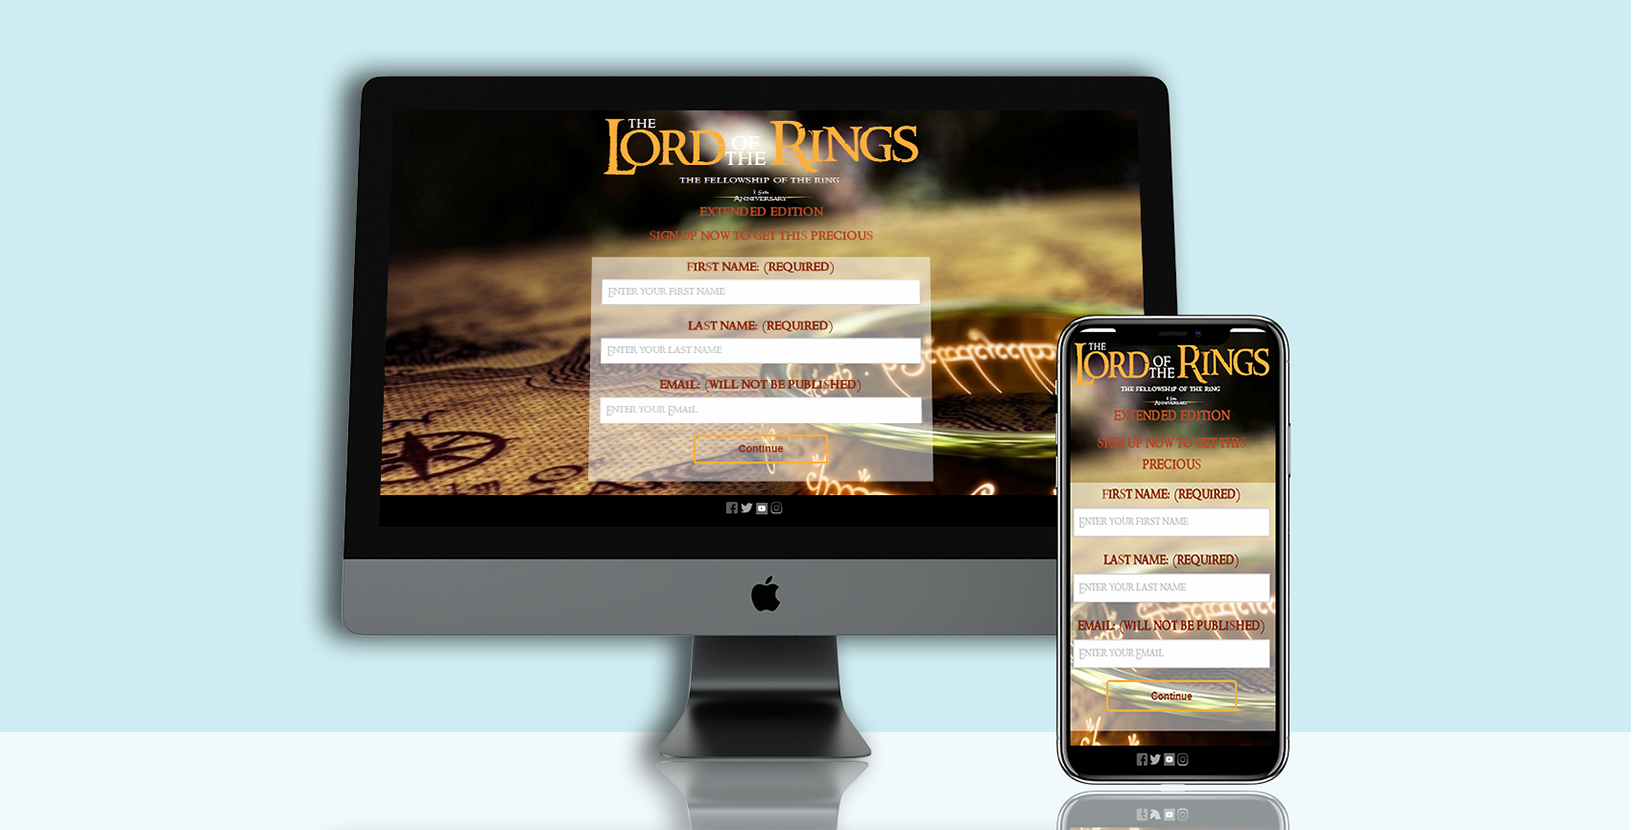 THE
LORD OF THE RINGS
THE FELLOWSHIP OF THE RING
15th
ANNIVERSARY
EXTENDED EDITION
SIGN UP NOW TO GET THIS PRECIOUS
FIRST NAME: (REQUIRED)
ENTER YOUR FIRST NAME
LAST NAME: (REQUIRED)
ENTER YOUR LAST NAME
EMAIL: (WILL NOT BE PUBLISHED)
ENTER YOUR EMAIL
Continue
THE
LORD OF THE RINGS
THE FELLOWSHIP OF THE RING
15th
ANNIVERSARY
EXTENDED EDITION
SIGN UP NOW TO GET THIS
PRECIOUS
FIRST NAME: (REQUIRED)
ENTER YOUR FIRST NAME
LAST NAME: (REQUIRED)
ENTER YOUR LAST NAME
EMAIL: (WILL NOT BE PUBLISHED)
ENTER YOUR EMAIL
Continue